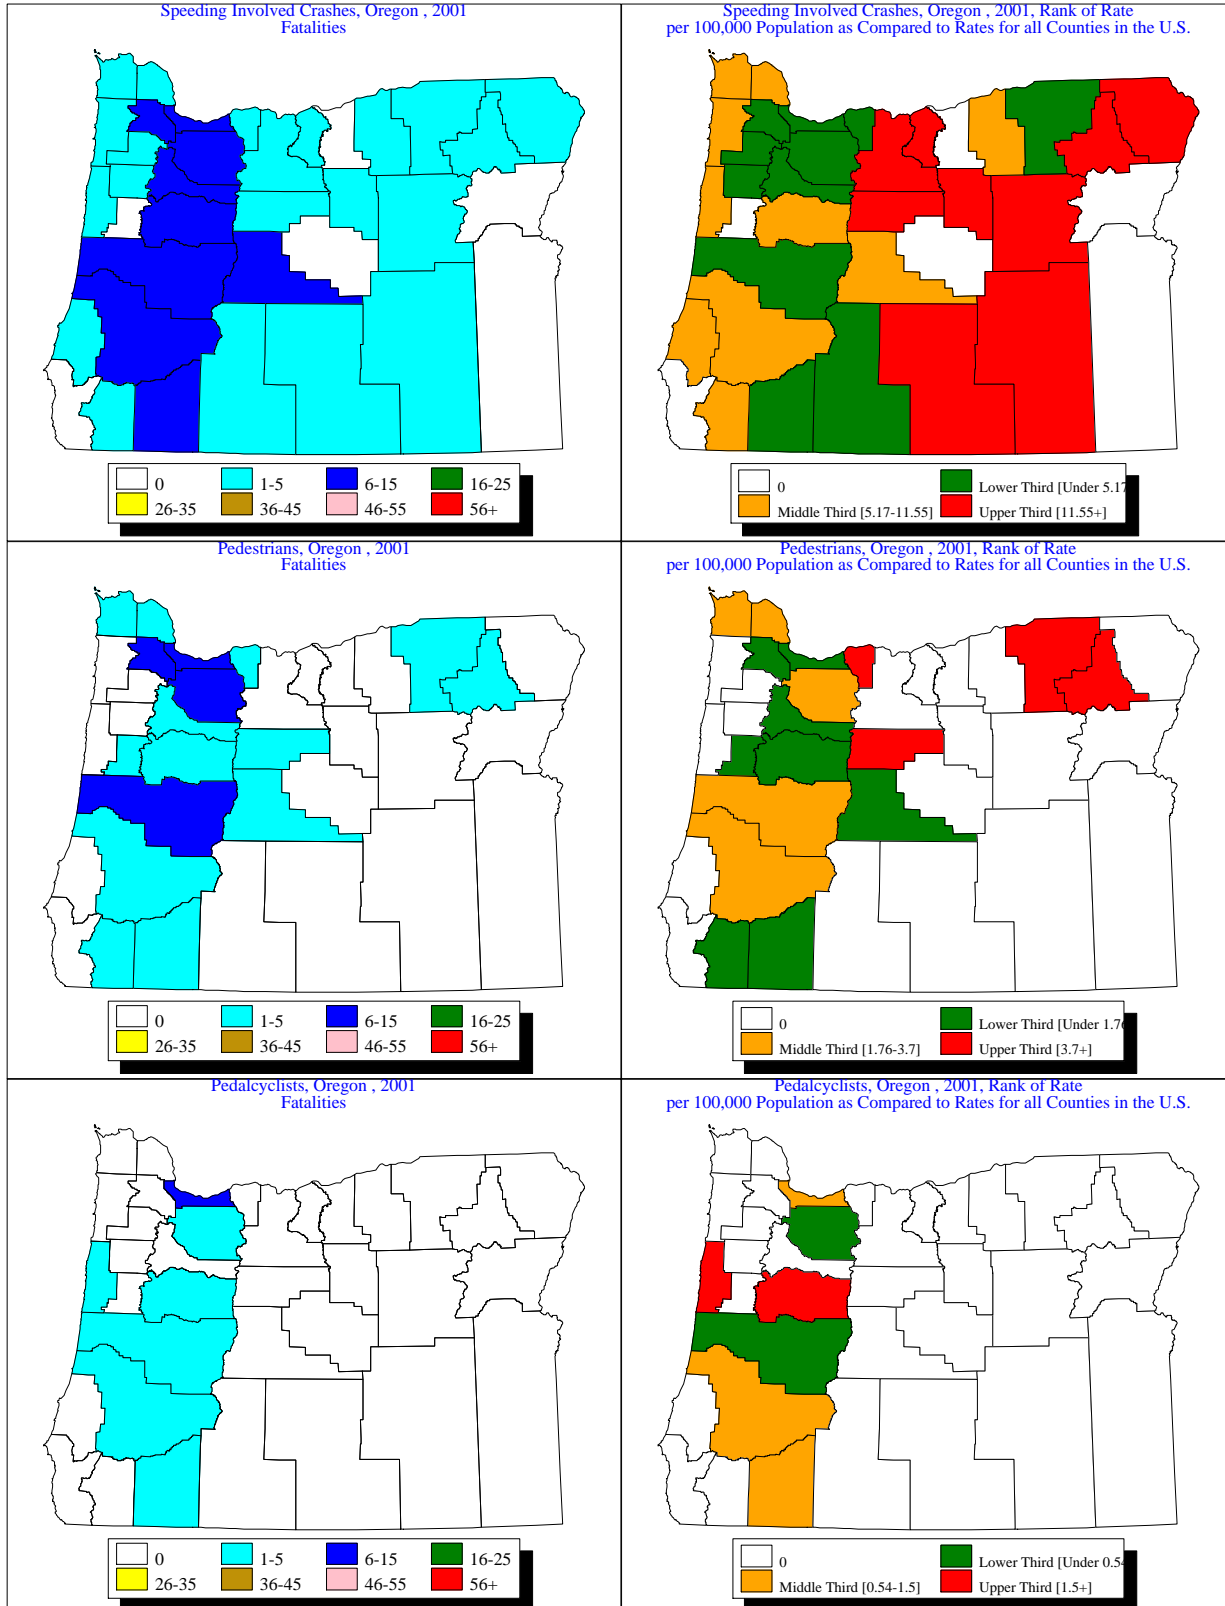 Speeding Involved Crashes, Oregon , 2001
Fatalities
0
1-5
6-15
16-25
26-35
36-45
46-55
56+
Speeding Involved Crashes, Oregon , 2001, Rank of Rate
per 100,000 Population as Compared to Rates for all Counties in the U.S.
0
Lower Third [Under 5.17
Middle Third [5.17-11.55]
Upper Third [11.55+]
Pedestrians, Oregon , 2001
Fatalities
0
1-5
6-15
16-25
26-35
36-45
46-55
56+
Pedestrians, Oregon , 2001, Rank of Rate
per 100,000 Population as Compared to Rates for all Counties in the U.S.
0
Lower Third [Under 1.76
Middle Third [1.76-3.7]
Upper Third [3.7+]
Pedalcyclists, Oregon , 2001
Fatalities
0
1-5
6-15
16-25
26-35
36-45
46-55
56+
Pedalcyclists, Oregon , 2001, Rank of Rate
per 100,000 Population as Compared to Rates for all Counties in the U.S.
0
Lower Third [Under 0.54
Middle Third [0.54-1.5]
Upper Third [1.5+]